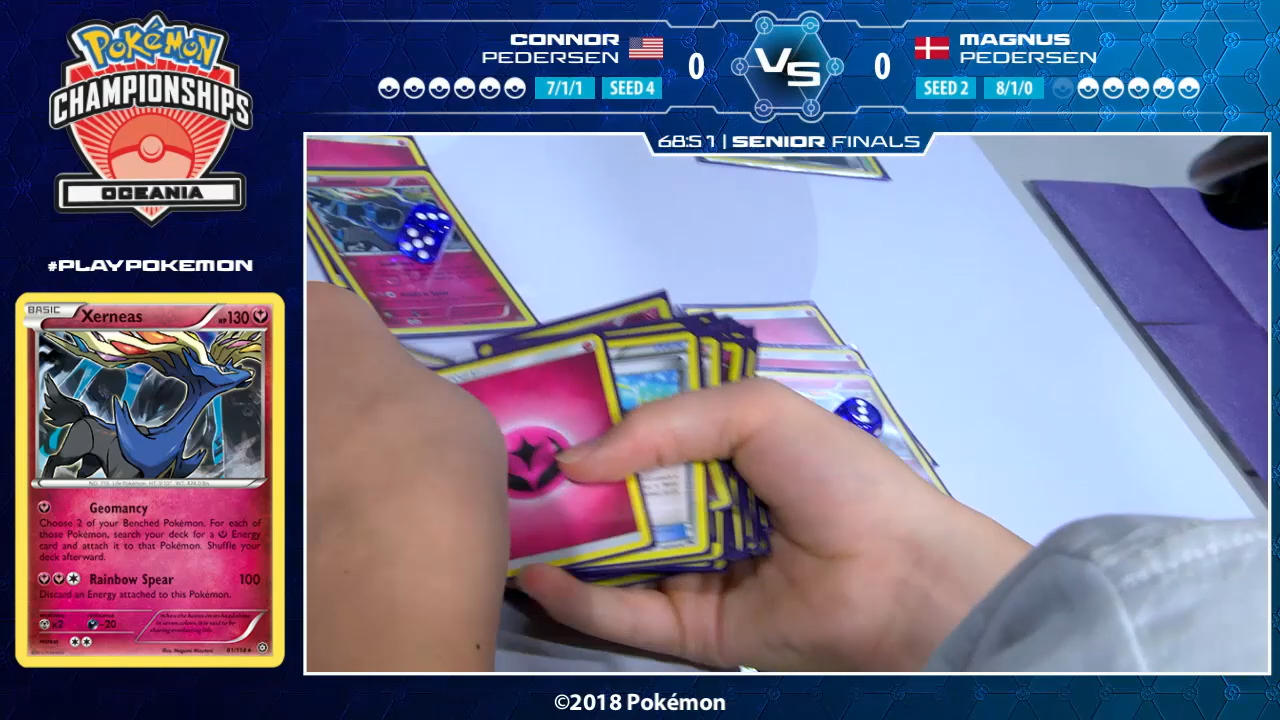 POKÉMON
CHAMPIONSHIPS
OCEANIA
#PLAYPOKEMON
CONNOR
PEDERSEN
0
VS
0
MAGNUS
PEDERSEN
7/1/1
SEED 4
SEED 2
8/1/0
68:51 | SENIOR FINALS
BASIC
Xerneas
HP130
Geomancy
Choose 2 of your Benched Pokémon. For each of
those Pokémon, search your deck for a Energy
card and attach it to that Pokémon. Shuffle your
deck afterward.
Rainbow Spear 100
Discard an Energy attached to this Pokémon.
×2
-20
©2018 Pokémon